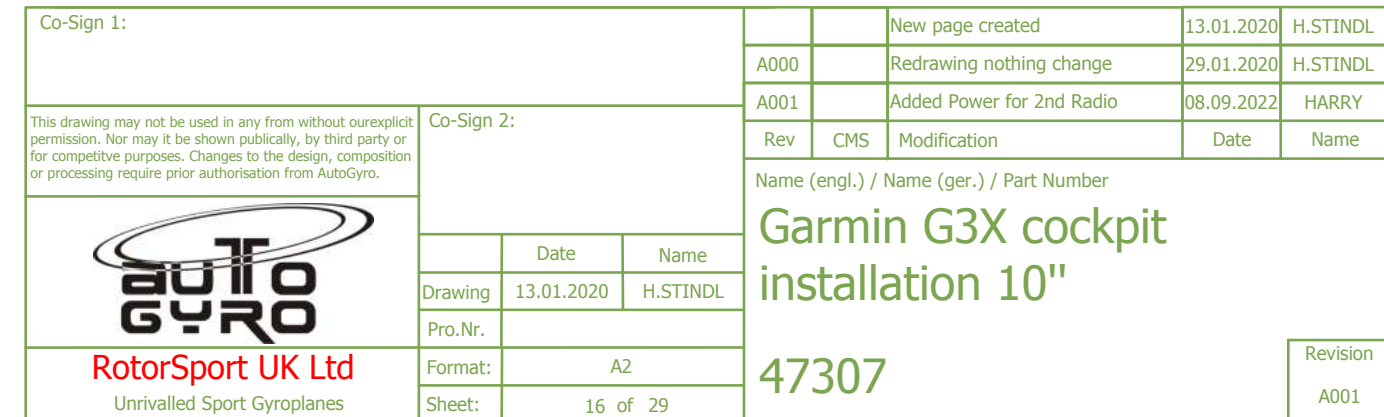 Co-Sign 1:
New page created 13.01.2020 H.STINDL
A000 Redrawing nothing change 29.01.2020 H.STINDL
A001 Added Power for 2nd Radio 08.09.2022 HARRY
Rev CMS Modification Date Name
This drawing may not be used in any from without ourexplicit
permission. Nor may it be shown publically, by third party or
for competitve purposes. Changes to the design, composition
or processing require prior authorisation from AutoGyro.
Co-Sign 2:
Name (engl.) / Name (ger.) / Part Number
Garmin G3X cockpit
installation 10''
AUTO
GYRO
Date Name
Drawing 13.01.2020 H.STINDL
Pro.Nr.
RotorSport UK Ltd
Unrivalled Sport Gyroplanes
Format: A2
Sheet: 16 of 29
47307
Revision
A001